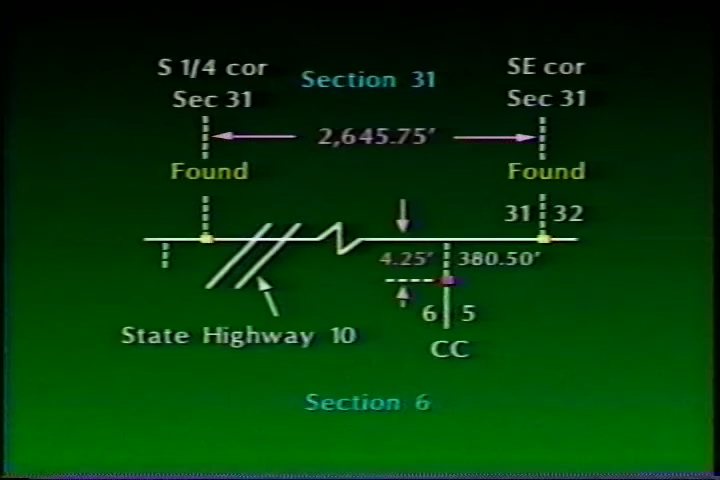 S 1/4 cor
Sec 31
Section 31
SE cor
Sec 31
2,645.75'
Found
Found
31 32
4.25' 380.50'
6 5
State Highway 10
CC
Section 6